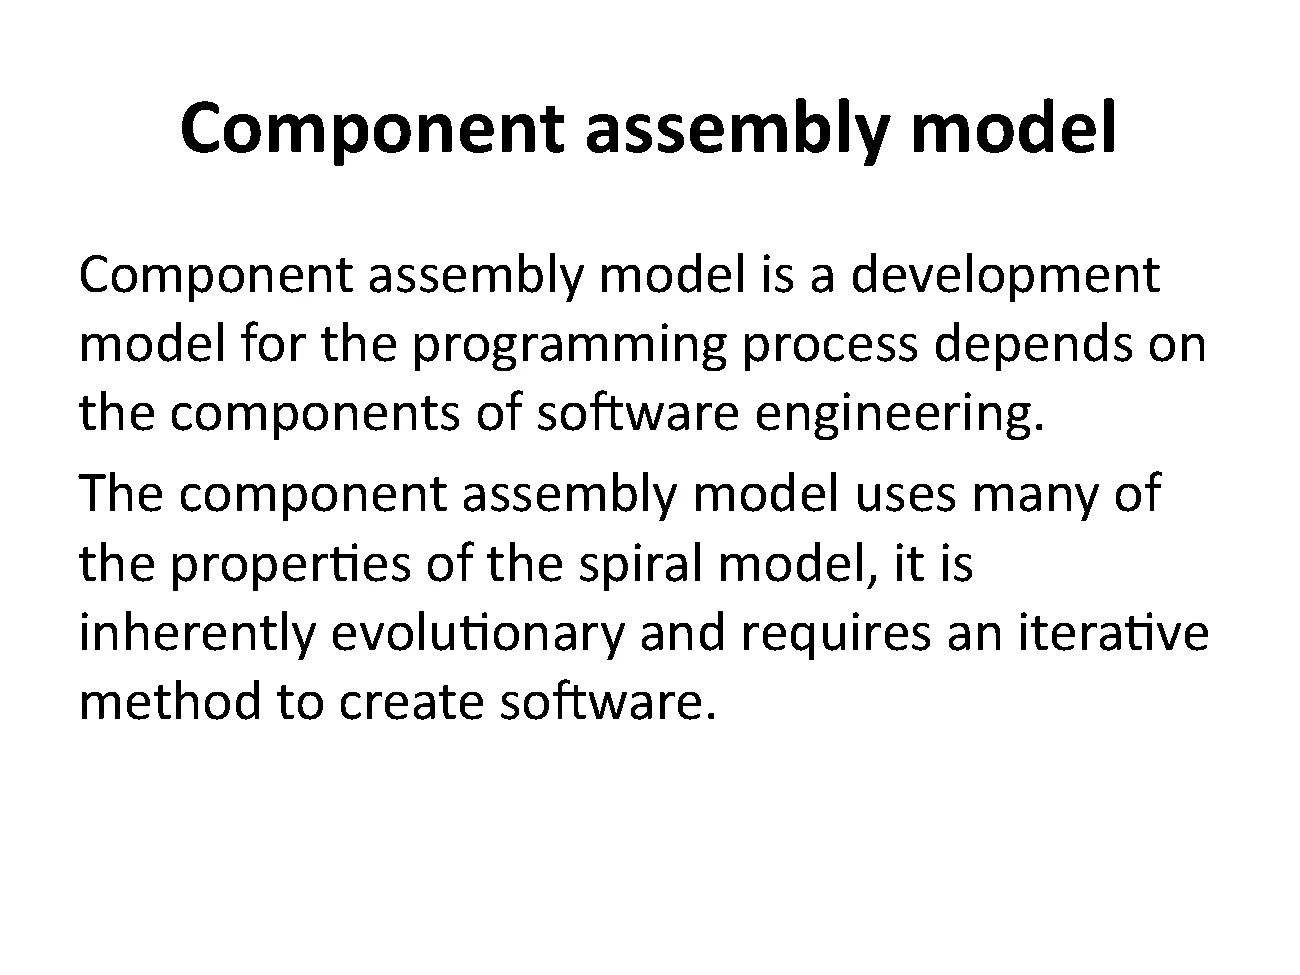 Component assembly model
Component assembly model is a development
model for the programming process depends on
the components of software engineering.
The component assembly model uses many of
the properties of the spiral model, it is
inherently evolutionary and requires an iterative
method to create software.